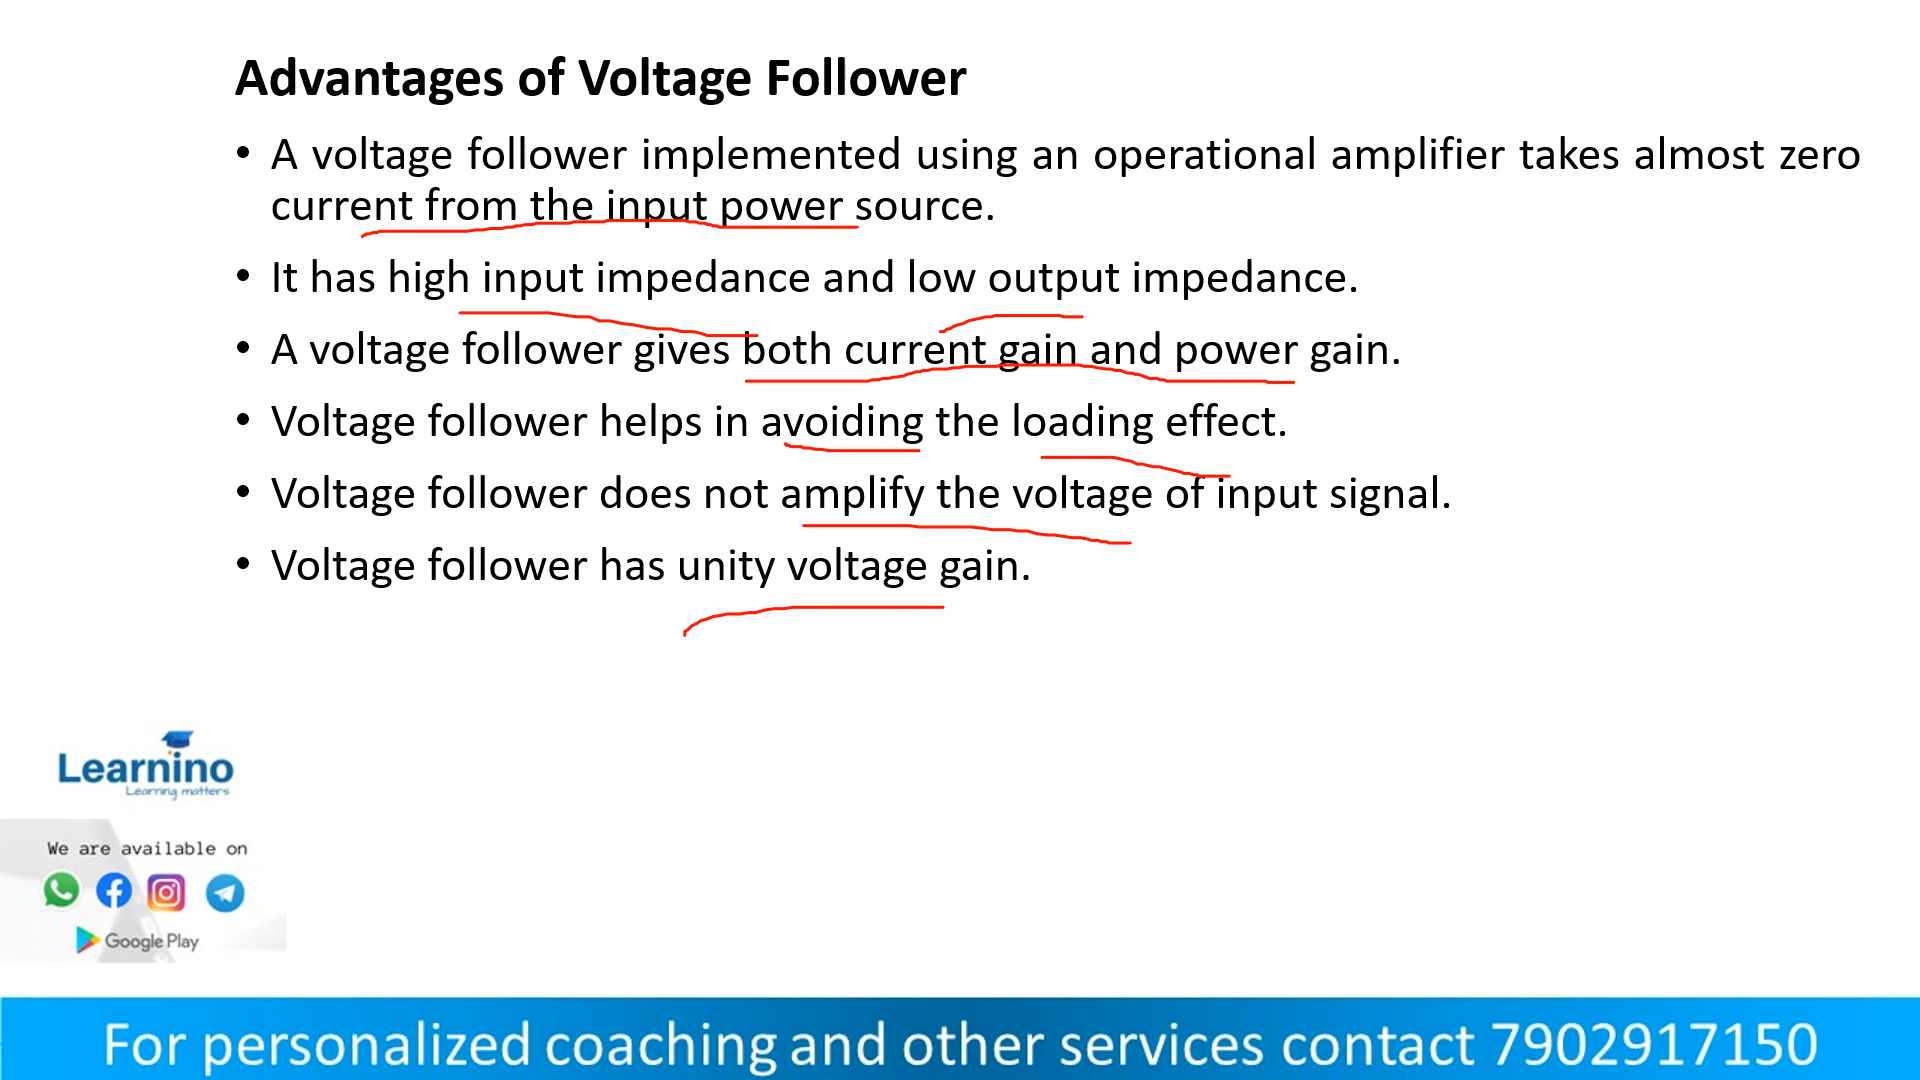 Advantages of Voltage Follower
• A voltage follower implemented using an operational amplifier takes almost zero
current from the input power source.
• It has high input impedance and low output impedance.
• A voltage follower gives both current gain and power gain.
• Voltage follower helps in avoiding the loading effect.
• Voltage follower does not amplify the voltage of input signal.
• Voltage follower has unity voltage gain.
Learnino
Learning matters
We are available on
Google Play
For personalized coaching and other services contact 7902917150